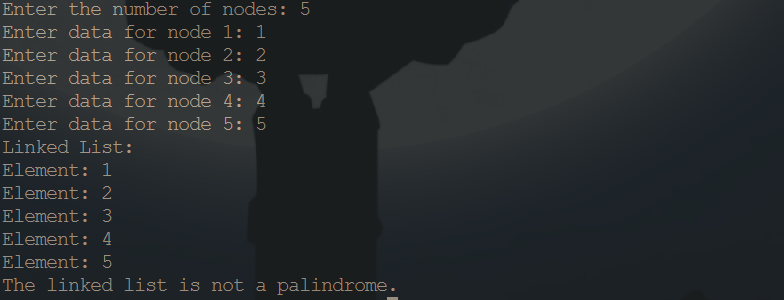 Enter the number of nodes: 5
Enter data for node 1: 1
Enter data for node 2: 2
Enter data for node 3: 3
Enter data for node 4: 4
Enter data for node 5: 5
Linked List:
Element: 1
Element: 2
Element: 3
Element: 4
Element: 5
The linked list is not a palindrome.